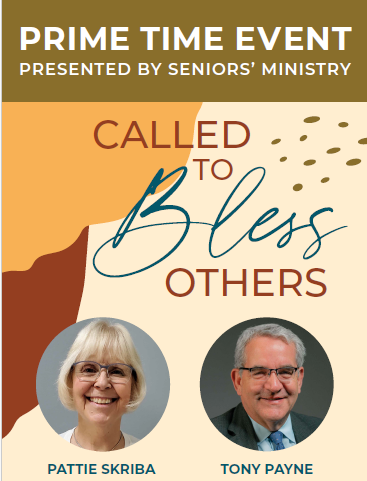 PRIME TIME EVENT
PRESENTED BY SENIORS’ MINISTRY
CALLED
TO
Bless
OTHERS
PATTIE SKRIBA TONY PAYNE